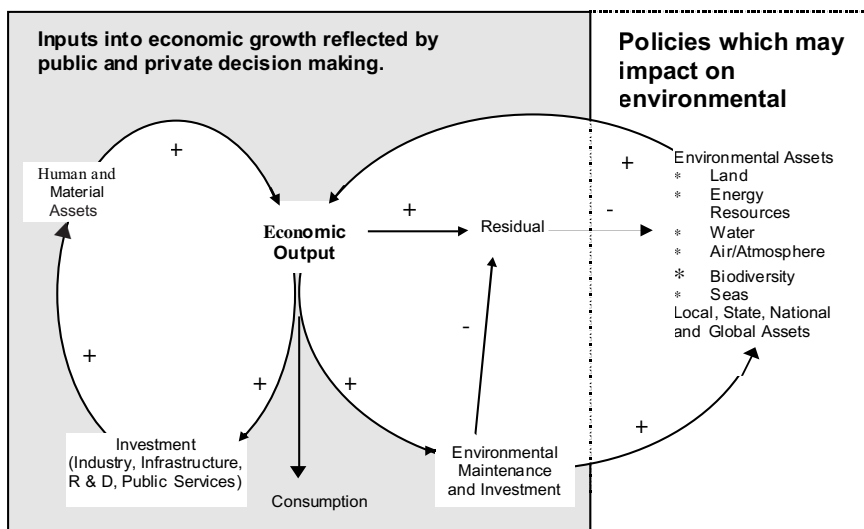 Inputs into economic growth reflected by
public and private decision making.
Policies which may
impact on
environmental
+
Human and
Material
Assets
Economic
Output
+
Residual
-
+
Environmental Assets
* Land
* Energy
Resources
* Water
* Air/Atmosphere
* Biodiversity
* Seas
Local, State, National
and Global Assets
+
+
+
-
+
Investment
(Industry, Infrastructure,
R & D, Public Services)
Consumption
Environmental
Maintenance
and Investment